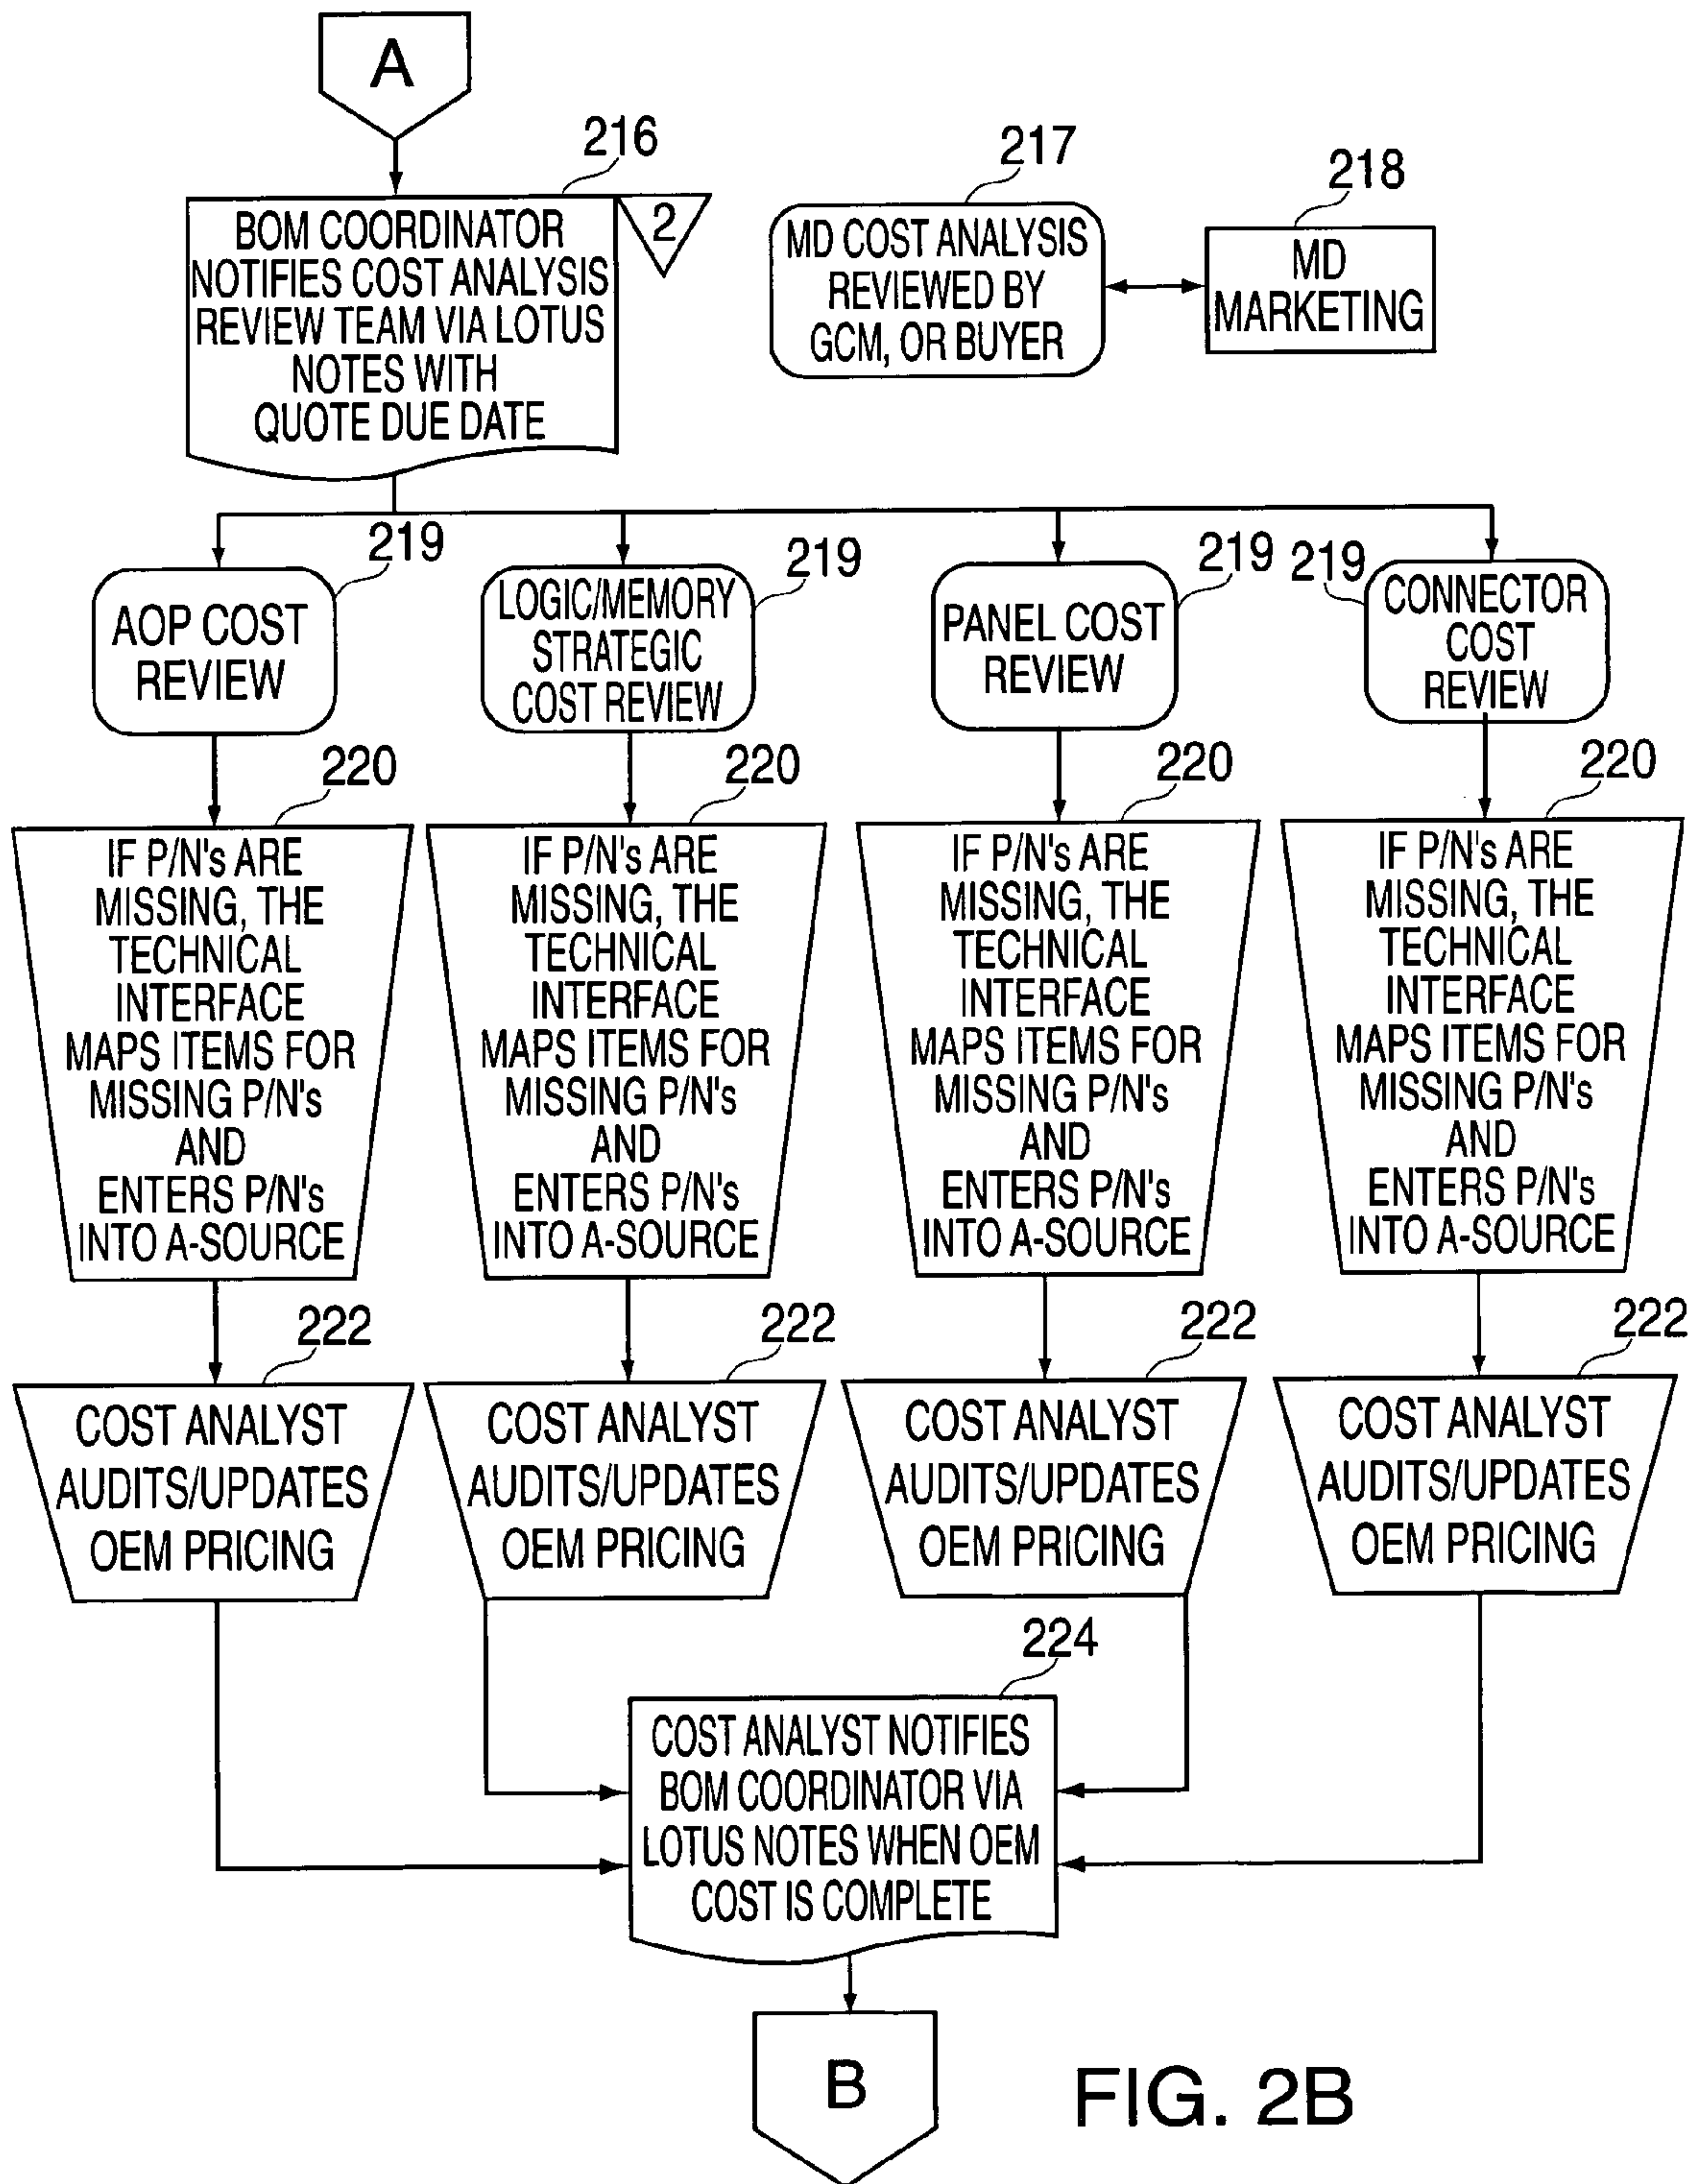 A
216
BOM COORDINATOR
NOTIFIES COST ANALYSIS
REVIEW TEAM VIA LOTUS
NOTES WITH
QUOTE DUE DATE
2
217
MD COST ANALYSIS
REVIEWED BY
GCM, OR BUYER
218
MD
MARKETING
219
AOP COST
REVIEW
219
LOGIC/MEMORY
STRATEGIC
COST REVIEW
219
PANEL COST
REVIEW
219
CONNECTOR
COST
REVIEW
220
IF P/N's ARE
MISSING, THE
TECHNICAL
INTERFACE
MAPS ITEMS FOR
MISSING P/N's
AND
ENTERS P/N's
INTO A-SOURCE
220
IF P/N's ARE
MISSING, THE
TECHNICAL
INTERFACE
MAPS ITEMS FOR
MISSING P/N's
AND
ENTERS P/N's
INTO A-SOURCE
220
IF P/N's ARE
MISSING, THE
TECHNICAL
INTERFACE
MAPS ITEMS FOR
MISSING P/N's
AND
ENTERS P/N's
INTO A-SOURCE
220
IF P/N's ARE
MISSING, THE
TECHNICAL
INTERFACE
MAPS ITEMS FOR
MISSING P/N's
AND
ENTERS P/N's
INTO A-SOURCE
222
COST ANALYST
AUDITS/UPDATES
OEM PRICING
222
COST ANALYST
AUDITS/UPDATES
OEM PRICING
222
COST ANALYST
AUDITS/UPDATES
OEM PRICING
222
COST ANALYST
AUDITS/UPDATES
OEM PRICING
224
COST ANALYST NOTIFIES
BOM COORDINATOR VIA
LOTUS NOTES WHEN OEM
COST IS COMPLETE
B
FIG. 2B